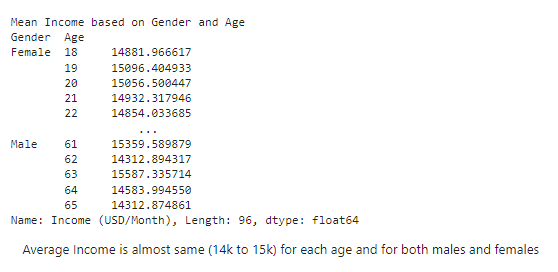 Mean Income based on Gender and Age
Gender  Age
Female  18     14881.966617
        19     15096.404933
        20     15056.500447
        21     14932.317946
        22     14854.033685
                   ...
Male    61     15359.589879
        62     14312.894317
        63     15587.335714
        64     14583.994550
        65     14312.874861
Name: Income (USD/Month), Length: 96, dtype: float64
Average Income is almost same (14k to 15k) for each age and for both males and females